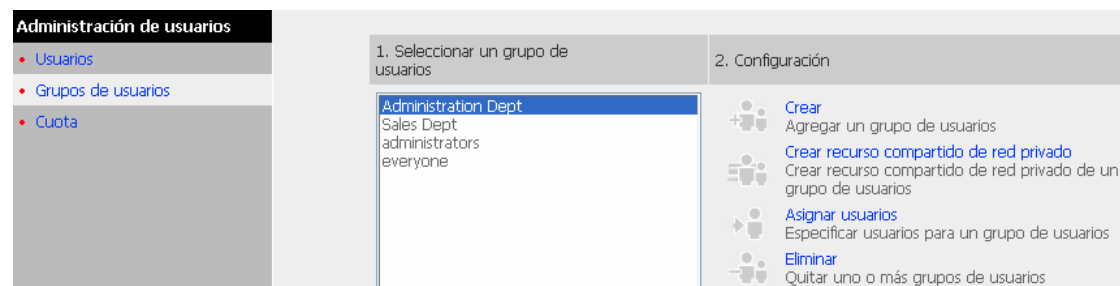 Administración de usuarios
Usuarios
Grupos de usuarios
Cuota
1. Seleccionar un grupo de
usuarios
Administration Dept
Sales Dept
administrators
everyone
2. Configuración
Crear
Agregar un grupo de usuarios
Crear recurso compartido de red privado
Crear recurso compartido de red privado de un
grupo de usuarios
Asignar usuarios
Especificar usuarios para un grupo de usuarios
Eliminar
Quitar uno o más grupos de usuarios